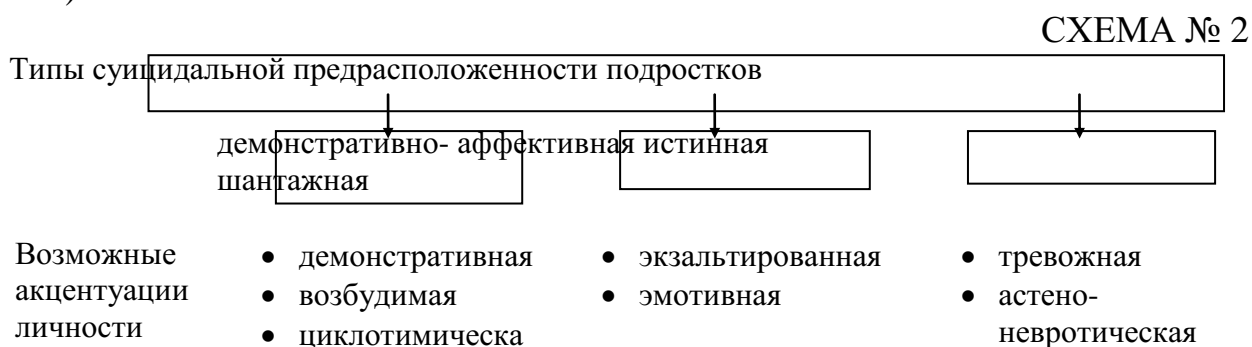 СХЕМА № 2
Типы суицидальной предрасположенности подростков
демонстративно- аффективная истинная
шантажная
Возможные
акцентуации
личности
• демонстративная
• возбудимая
• циклотимическа
• экзальтированная
• эмотивная
• тревожная
• астено-
невротическая